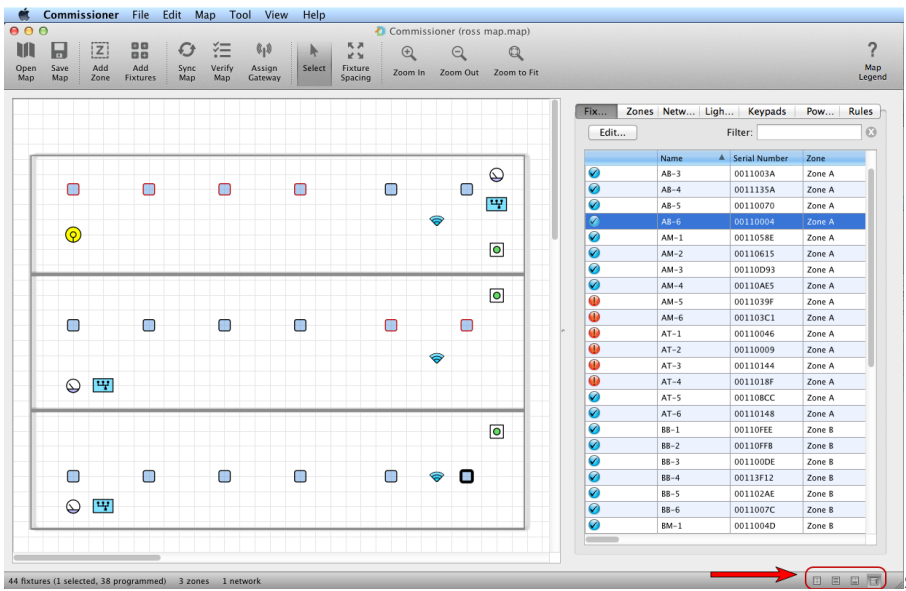 Commissioner File Edit Map Tool View Help
Commissioner (ross map.map)
Open Map
Save Map
Add Zone
Add Fixtures
Sync Map
Verify Map
Assign Gateway
Select
Fixture Spacing
Zoom In
Zoom Out
Zoom to Fit
? Map Legend
Fix... Zones Netw... Ligh... Keypads Pow... Rules
Edit... Filter:
Name Serial Number Zone
AB-3 0011003A Zone A
AB-4 0011135A Zone A
AB-5 00110070 Zone A
AB-6 00110004 Zone A
AM-1 0011058E Zone A
AM-2 00110615 Zone A
AM-3 00110D93 Zone A
AM-4 00110AE5 Zone A
AM-5 0011039F Zone A
AM-6 001103C1 Zone A
AT-1 00110046 Zone A
AT-2 00110009 Zone A
AT-3 00110144 Zone A
AT-4 0011018F Zone A
AT-5 00110BCC Zone A
AT-6 00110148 Zone A
BB-1 00110FEE Zone B
BB-2 00110FFB Zone B
BB-3 001100DE Zone B
BB-4 00113F12 Zone B
BB-5 001102AE Zone B
BB-6 0011007C Zone B
BM-1 0011004D Zone B
44 fixtures (1 selected, 38 programmed) 3 zones 1 network